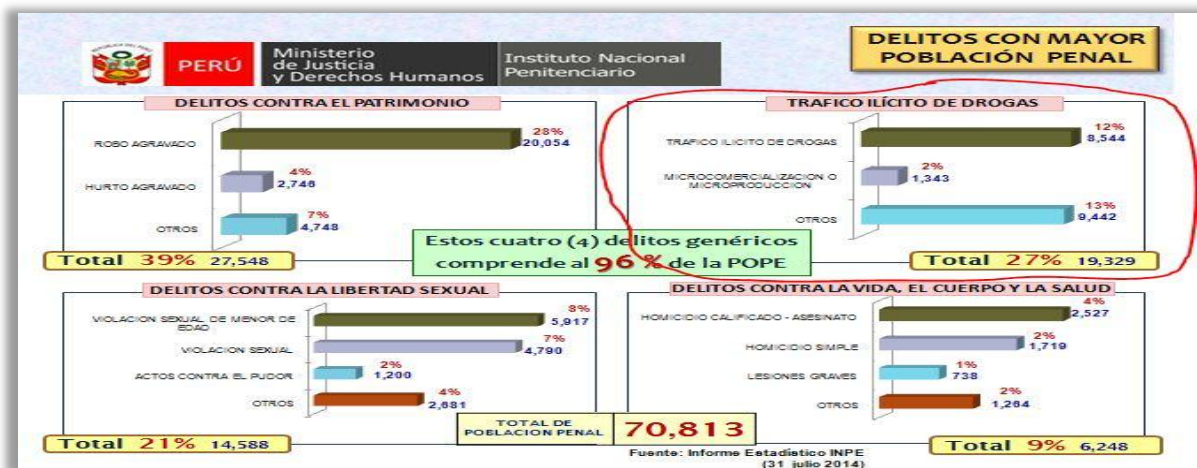 PERÚ
Ministerio
de Justicia
y Derechos Humanos
Instituto Nacional
Penitenciario
DELITOS CON MAYOR
POBLACIÓN PENAL
DELITOS CONTRA EL PATRIMONIO
ROBO AGRAVADO
28%
20,054
HURTO AGRAVADO
4%
2,746
OTROS
7%
4,748
Total 39% 27,548
TRAFICO ILÍCITO DE DROGAS
TRAFICO ILICITO DE DROGAS
12%
8,544
MICROCOMERCIALIZACION O
MICROPRODUCCION
2%
1,343
OTROS
13%
9,442
Total 27% 19,329
Estos cuatro (4) delitos genéricos
comprende al 96 % de la POPE
DELITOS CONTRA LA LIBERTAD SEXUAL
VIOLACION SEXUAL DE MENOR DE
EDAD
8%
5,917
VIOLACION SEXUAL
7%
4,790
ACTOS CONTRA EL PUDOR
2%
1,200
OTROS
4%
2,681
Total 21% 14,588
DELITOS CONTRA LA VIDA, EL CUERPO Y LA SALUD
HOMICIDIO CALIFICADO - ASESINATO
4%
2,527
HOMICIDIO SIMPLE
2%
1,719
LESIONES GRAVES
1%
738
OTROS
2%
1,264
Total 9% 6,248
TOTAL DE
POBLACION PENAL
70,813
Fuente: Informe Estadístico INPE
(31 julio 2014)